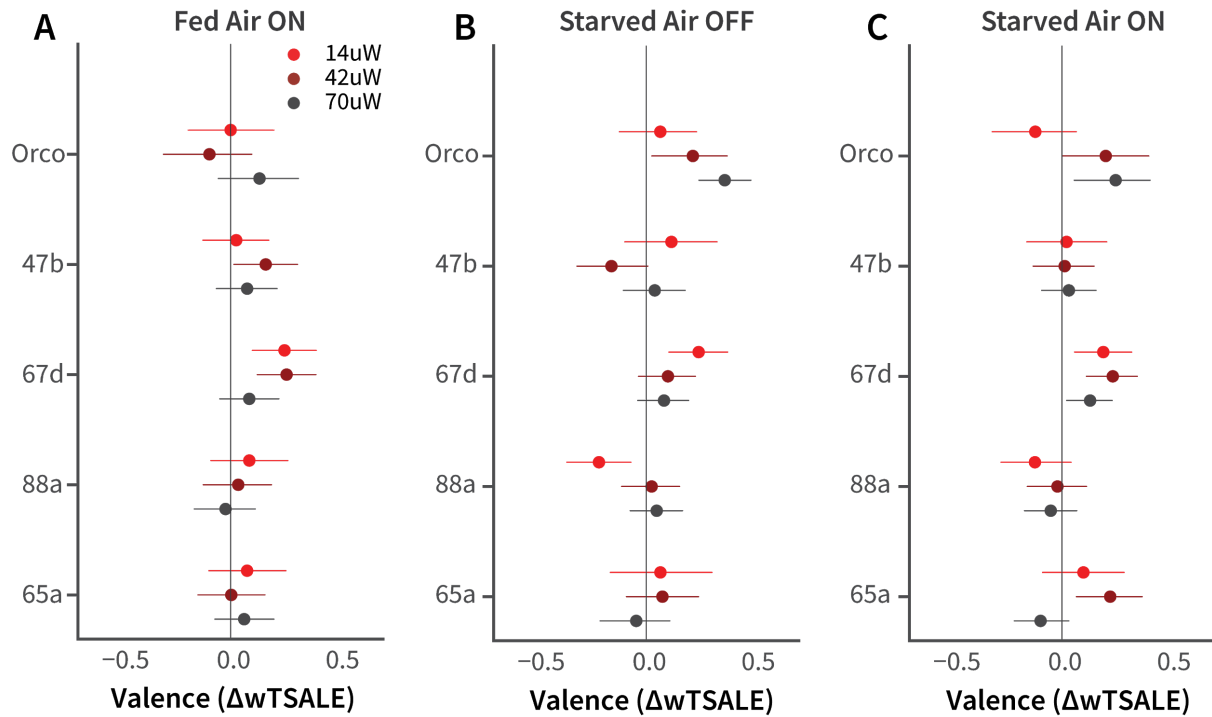 A
Fed Air ON
14uW
42uW
70uW
Orco
47b
67d
88a
65a
−0.5
0.0
0.5
Valence (ΔwTSALE)
B
Starved Air OFF
Orco
47b
67d
88a
65a
−0.5
0.0
0.5
Valence (ΔwTSALE)
C
Starved Air ON
Orco
47b
67d
88a
65a
−0.5
0.0
0.5
Valence (ΔwTSALE)